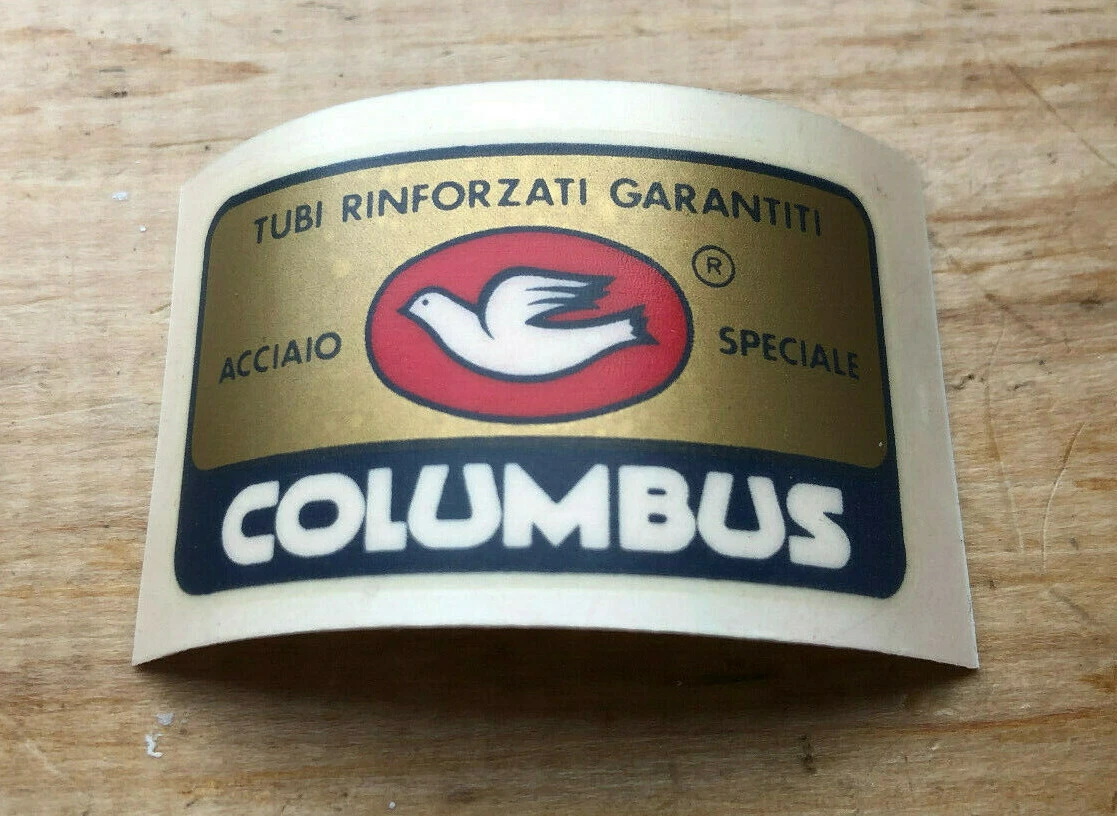 TUBI RINFORZATI GARANTITI
®
ACCIAIO SPECIALE
COLUMBUS